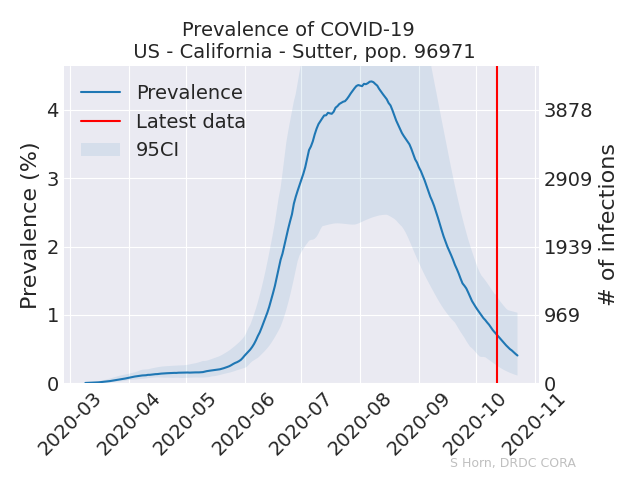 Prevalence of COVID-19
US - California - Sutter, pop. 96971
Prevalence
Latest data
95CI
Prevalence (%)
4
3
2
1
0
3878
2909
1939
969
0
# of infections
2020-03
2020-04
2020-05
2020-06
2020-07
2020-08
2020-09
2020-10
2020-11
S Horn, DRDC CORA